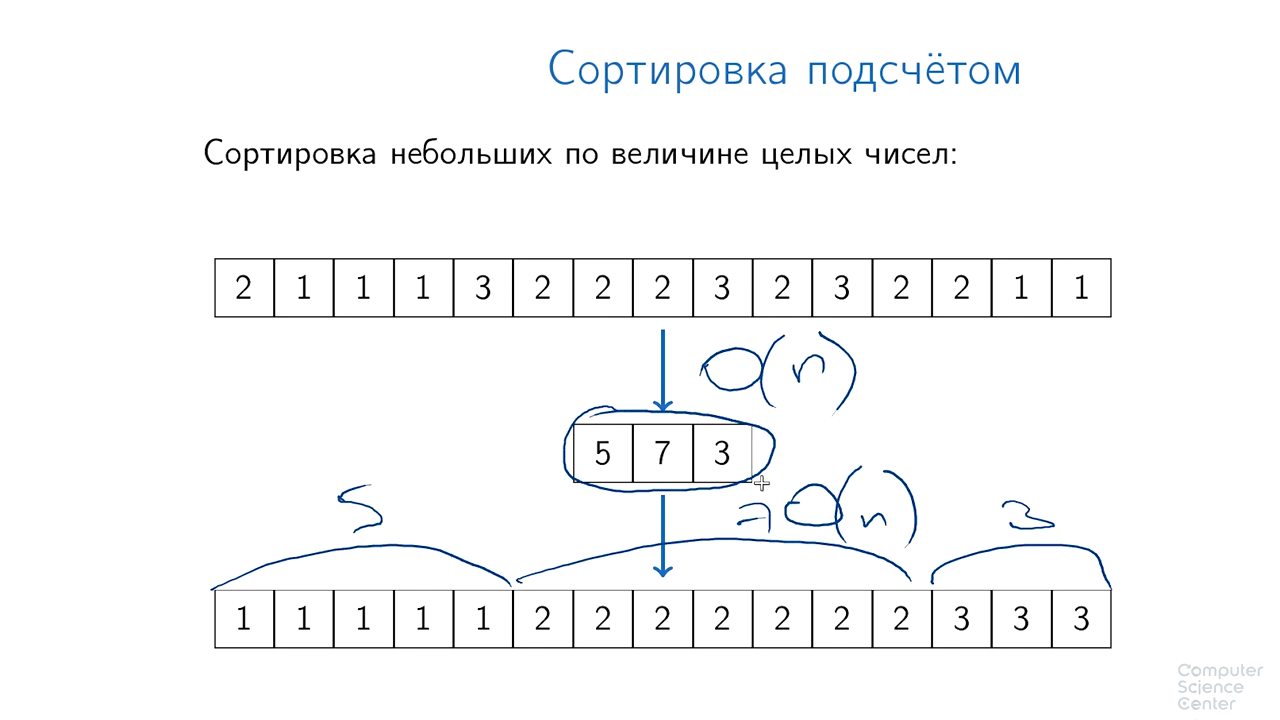 Сортировка подсчётом
Сортировка небольших по величине целых чисел:
2 1 1 1 3 2 2 2 3 2 3 2 2 1 1
O(n)
5 7 3
5 7 O(n) 3
1 1 1 1 1 2 2 2 2 2 2 2 3 3 3
Computer
Science
Center